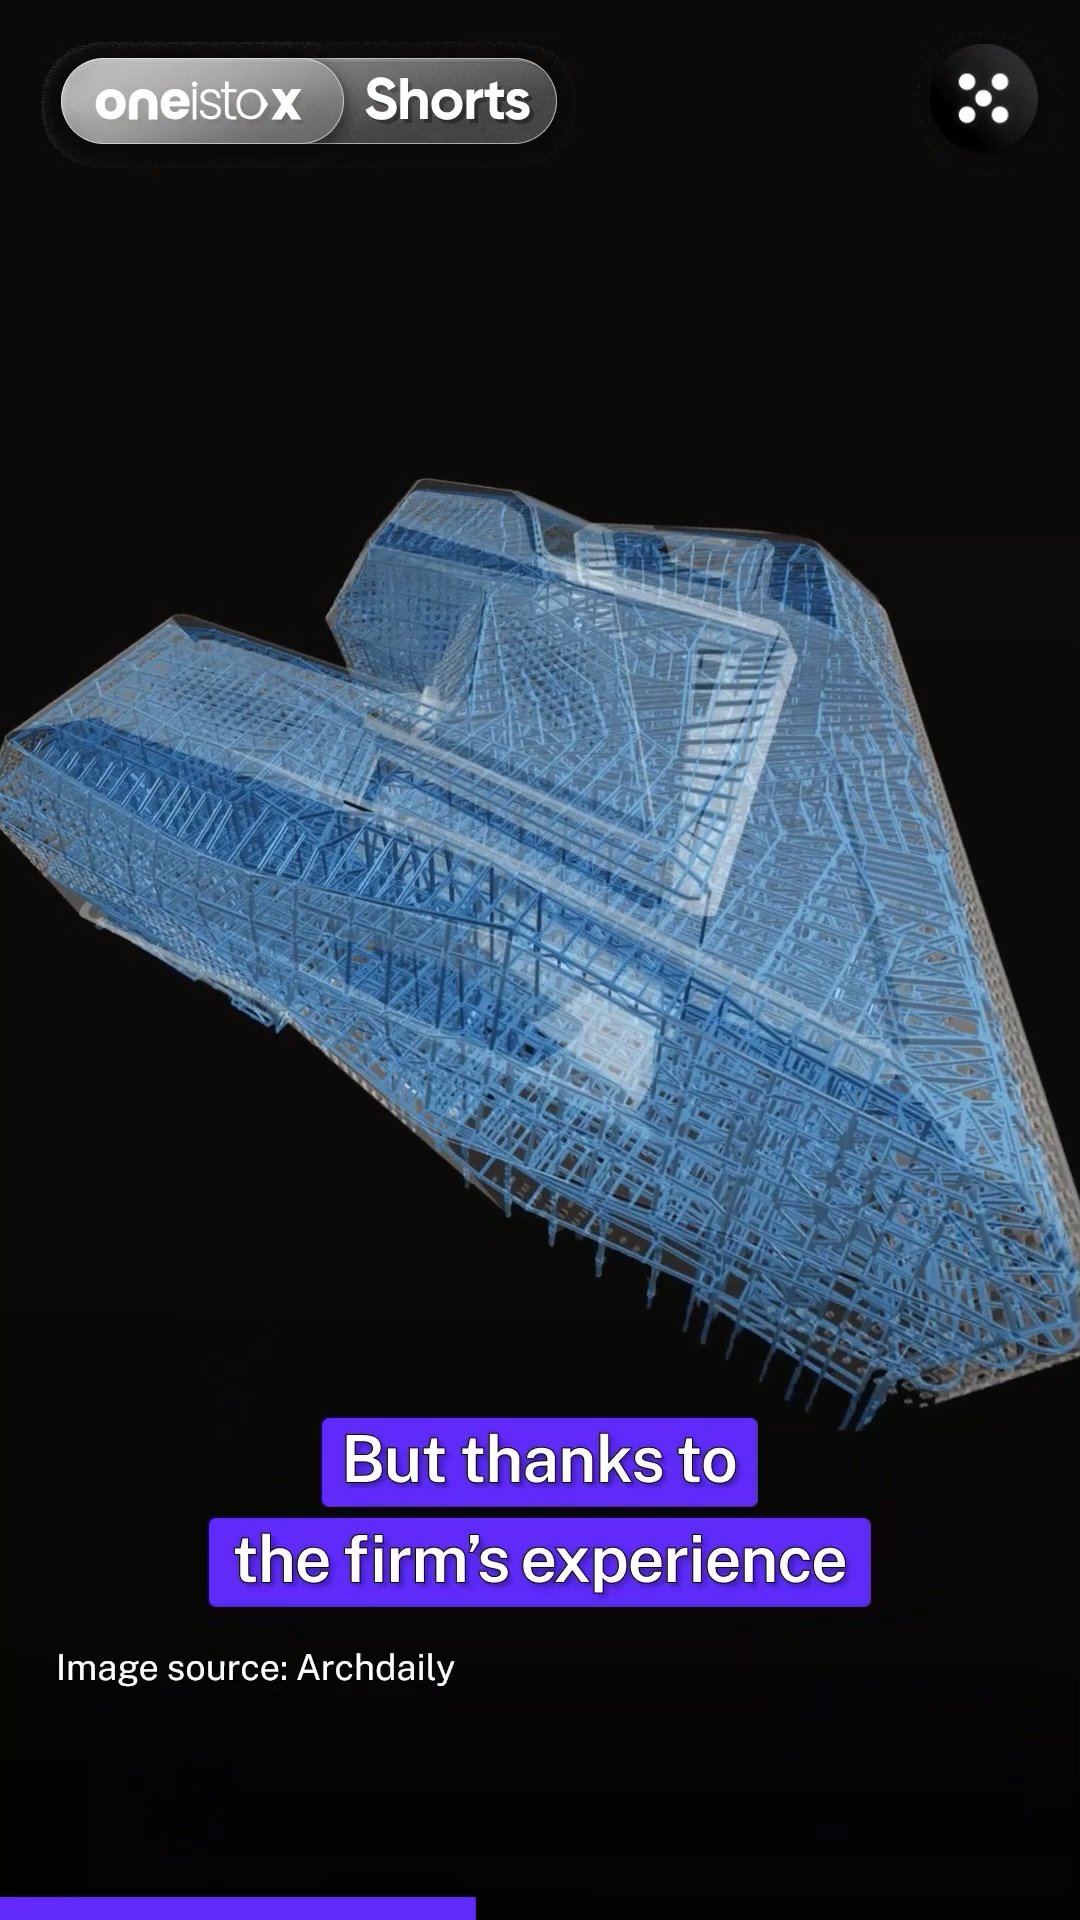 oneistox Shorts
But thanks to
the firm’s experience
Image source: Archdaily